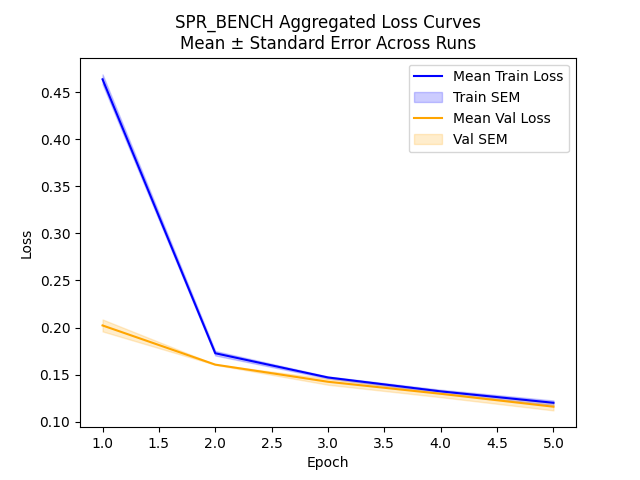 SPR_BENCH Aggregated Loss Curves
Mean ± Standard Error Across Runs
Mean Train Loss
Train SEM
Mean Val Loss
Val SEM
Loss
0.45
0.40
0.35
0.30
0.25
0.20
0.15
0.10
1.0 1.5 2.0 2.5 3.0 3.5 4.0 4.5 5.0
Epoch